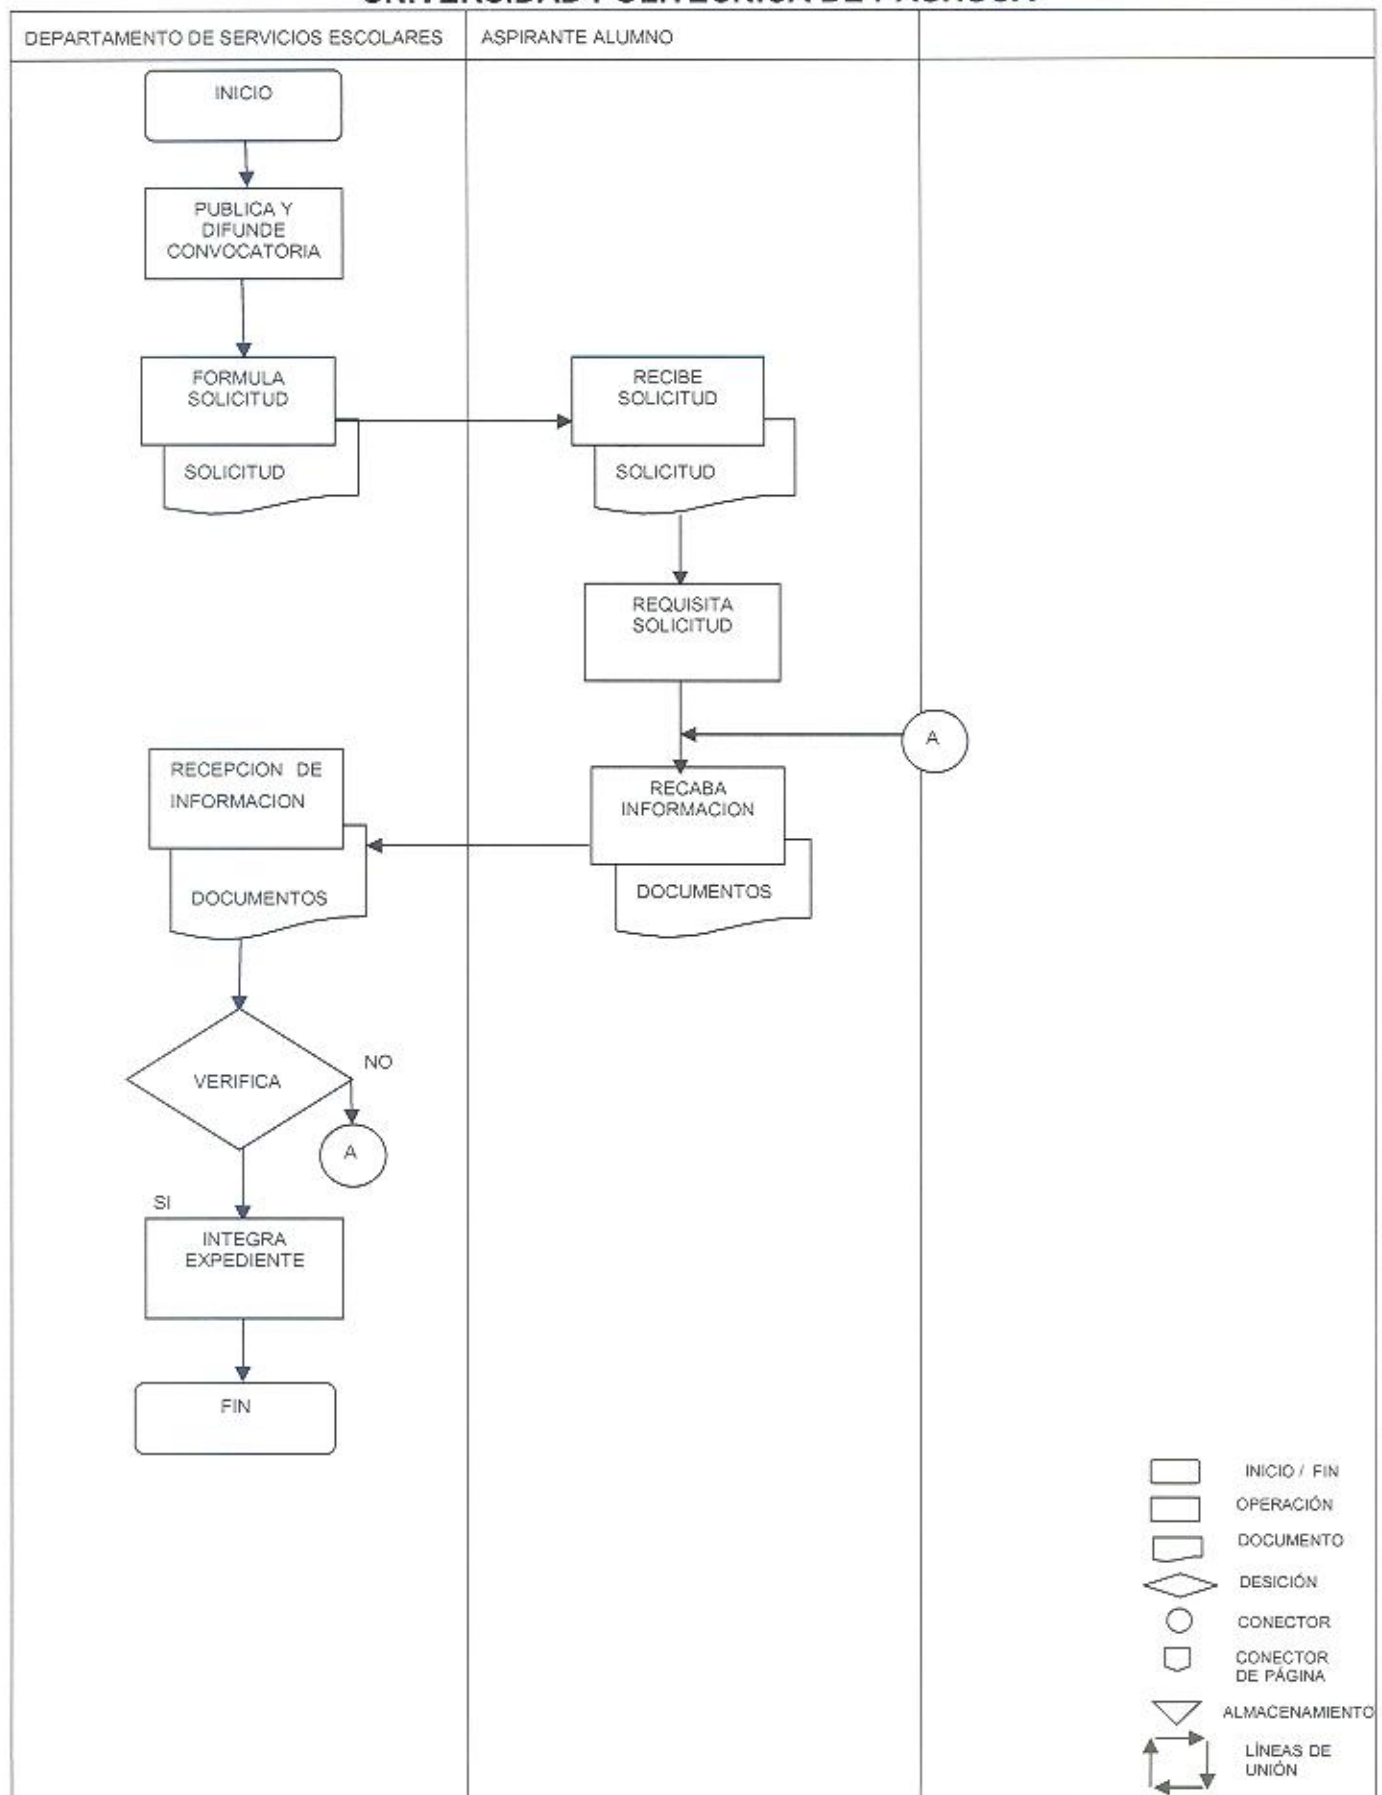 DEPARTAMENTO DE SERVICIOS ESCOLARES
ASPIRANTE ALUMNO
INICIO
PUBLICA Y
DIFUNDE
CONVOCATORIA
FORMULA
SOLICITUD
SOLICITUD
RECIBE
SOLICITUD
SOLICITUD
REQUISITA
SOLICITUD
A
RECABA
INFORMACION
DOCUMENTOS
RECEPCION DE
INFORMACION
DOCUMENTOS
VERIFICA
NO
A
SI
INTEGRA
EXPEDIENTE
FIN
INICIO / FIN
OPERACIÓN
DOCUMENTO
DESICIÓN
CONECTOR
CONECTOR
DE PÁGINA
ALMACENAMIENTO
LÍNEAS DE
UNIÓN